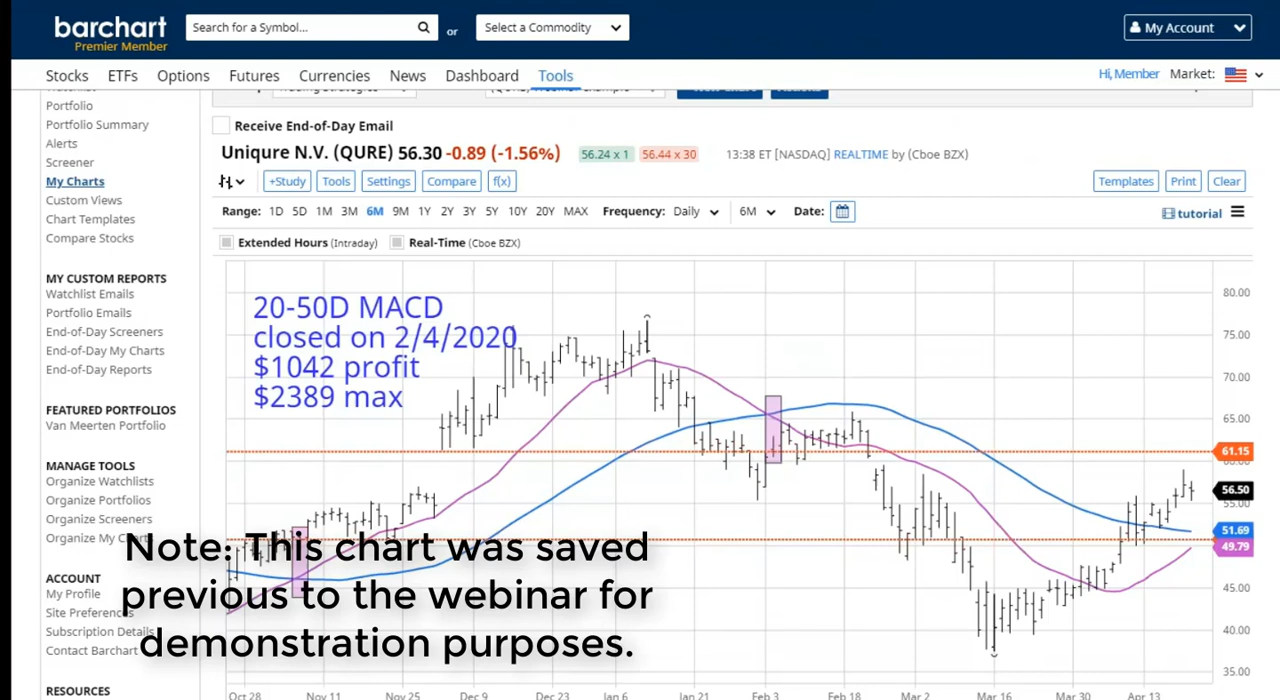 barchart
Premier Member
Search for a Symbol...
or
Select a Commodity
My Account
Stocks ETFs Options Futures Currencies News Dashboard Tools
Hi, Member Market:
Portfolio
Portfolio Summary
Alerts
Screener
My Charts
Custom Views
Chart Templates
Compare Stocks
MY CUSTOM REPORTS
Watchlist Emails
Portfolio Emails
End-of-Day Screeners
End-of-Day My Charts
End-of-Day Reports
FEATURED PORTFOLIOS
Van Meerten Portfolio
MANAGE TOOLS
Organize Watchlists
Organize Portfolios
Organize Screeners
Organize My
ACCOUNT
My Profile
Site Preferences
Subscription Details
Contact Barchart
RESOURCES
Receive End-of-Day Email
Uniqure N.V. (QURE) 56.30 -0.89 (-1.56%) 56.24 x 1 56.44 x 30 13:38 ET [NASDAQ] REALTIME by (Cboe BZX)
+Study Tools Settings Compare f(x) Templates Print Clear
Range: 1D 5D 1M 3M 6M 9M 1Y 2Y 3Y 5Y 10Y 20Y MAX Frequency: Daily 6M Date:
tutorial
Extended Hours (Intraday) Real-Time (Cboe BZX)
20-50D MACD
closed on 2/4/2020
$1042 profit
$2389 max
80.00
75.00
70.00
65.00
61.15
56.50
55.00
51.69
49.79
45.00
40.00
35.00
Note: This chart was saved
previous to the webinar for
demonstration purposes.
Oct 28 Nov 11 Nov 25 Dec 9 Dec 23 Jan 6 Jan 21 Feb 3 Feb 18 Mar 2 Mar 16 Mar 30 Apr 13